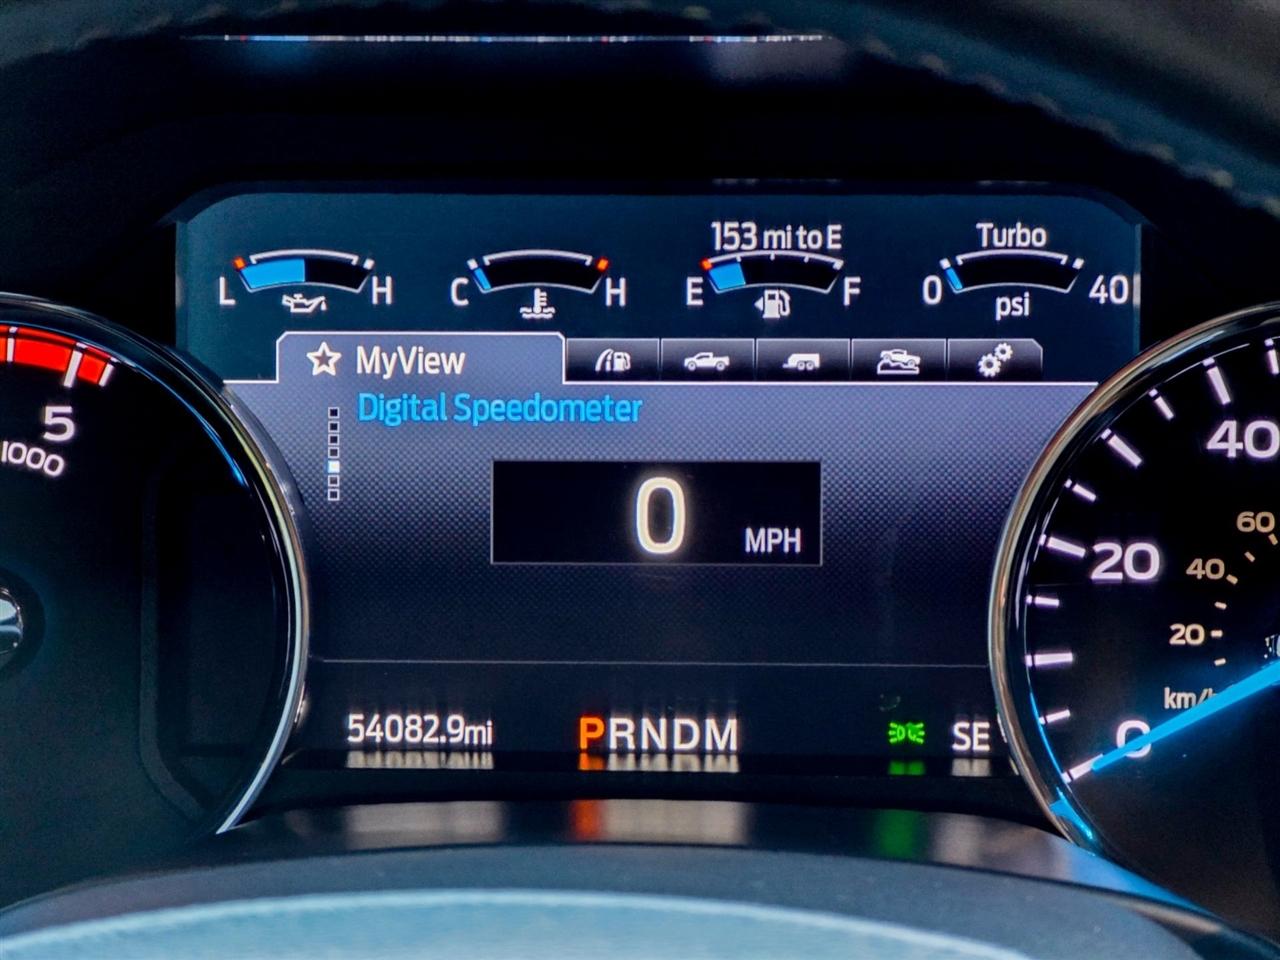 153 mi to E
Turbo
L H
C H
E F
0 40
psi
MyView
Digital Speedometer
0 MPH
5
1000
40
20
0
60
40
20
54082.9mi
PRNDM
SE